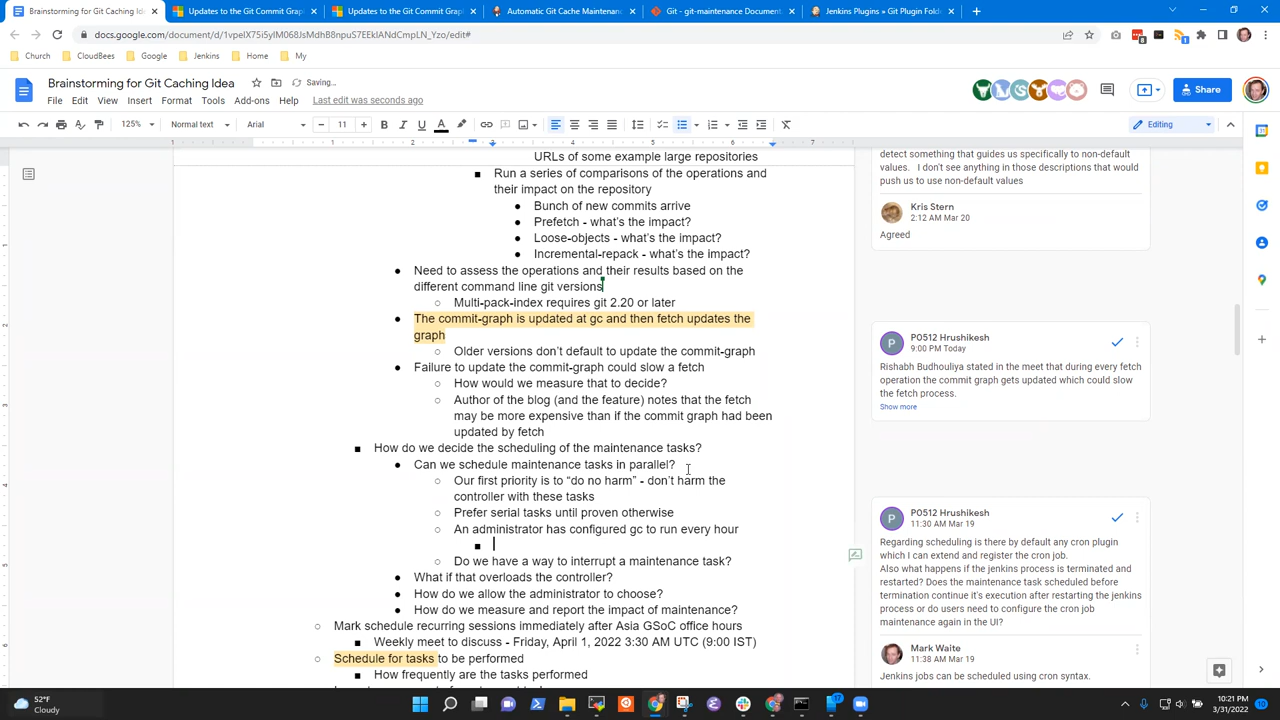 Brainstorming for Git Caching Idea
Updates to the Git Commit Grap
Updates to the Git Commit Grap
Automatic Git Cache Maintenanc
Git - git-maintenance Document
Jenkins Plugins » Git Plugin Fold
docs.google.com/document/d/1vpelX75i5ylM068JsMdhB8npuS7EEklANdCmpLN_Yzo/edit#
Church
CloudBees
Google
Jenkins
Home
My
Brainstorming for Git Caching Idea
Saving...
File Edit View Insert Format Tools Add-ons Help Last edit was seconds ago
Share
125% Normal text Arial 11 Editing
URLs of some example large repositories
Run a series of comparisons of the operations and
their impact on the repository
Bunch of new commits arrive
Prefetch - what's the impact?
Loose-objects - what's the impact?
Incremental-repack - what's the impact?
Need to assess the operations and their results based on the
different command line git versions
Multi-pack-index requires git 2.20 or later
The commit-graph is updated at gc and then fetch updates the
graph
Older versions don't default to update the commit-graph
Failure to update the commit-graph could slow a fetch
How would we measure that to decide?
Author of the blog (and the feature) notes that the fetch
may be more expensive than if the commit graph had been
updated by fetch
How do we decide the scheduling of the maintenance tasks?
Can we schedule maintenance tasks in parallel?
Our first priority is to "do no harm" - don't harm the
controller with these tasks
Prefer serial tasks until proven otherwise
An administrator has configured gc to run every hour
Do we have a way to interrupt a maintenance task?
What if that overloads the controller?
How do we allow the administrator to choose?
How do we measure and report the impact of maintenance?
Mark schedule recurring sessions immediately after Asia GSoC office hours
Weekly meet to discuss - Friday, April 1, 2022 3:30 AM UTC (9:00 IST)
Schedule for tasks to be performed
How frequently are the tasks performed
detect something that guides us specifically to non-default
values. I don't see anything in those descriptions that would
push us to use non-default values
Kris Stern
2:12 AM Mar 20
Agreed
P0512 Hrushikesh
9:00 PM Today
Rishabh Budhouliya stated in the meet that during every fetch
operation the commit graph gets updated which could slow
the fetch process.
Show more
P0512 Hrushikesh
11:30 AM Mar 19
Regarding scheduling is there by default any cron plugin
which I can extend and register the cron job.
Also what happens if the jenkins process is terminated and
restarted? Does the maintenance task scheduled before
termination continue it's execution after restarting the jenkins
process or do users need to configure the cron job
maintenance again in the UI?
Mark Waite
11:38 AM Mar 19
Jenkins jobs can be scheduled using cron syntax.
52°F
Cloudy
10:21 PM
3/31/2022